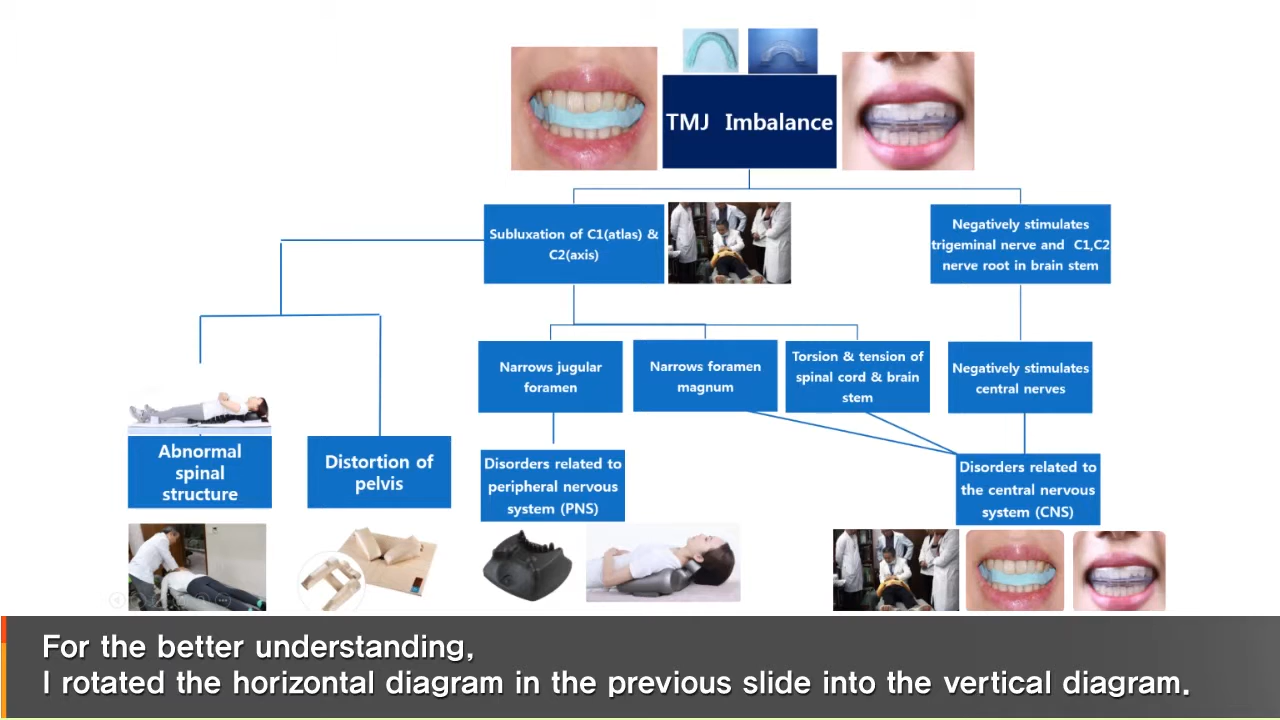 TMJ Imbalance
Subluxation of C1(atlas) &
C2(axis)
Negatively stimulates
trigeminal nerve and C1,C2
nerve root in brain stem
Narrows jugular
foramen
Narrows foramen
magnum
Torsion & tension of
spinal cord & brain
stem
Negatively stimulates
central nerves
Abnormal
spinal
structure
Distortion of
pelvis
Disorders related to
peripheral nervous
system (PNS)
Disorders related to
the central nervous
system (CNS)
For the better understanding,
I rotated the horizontal diagram in the previous slide into the vertical diagram.